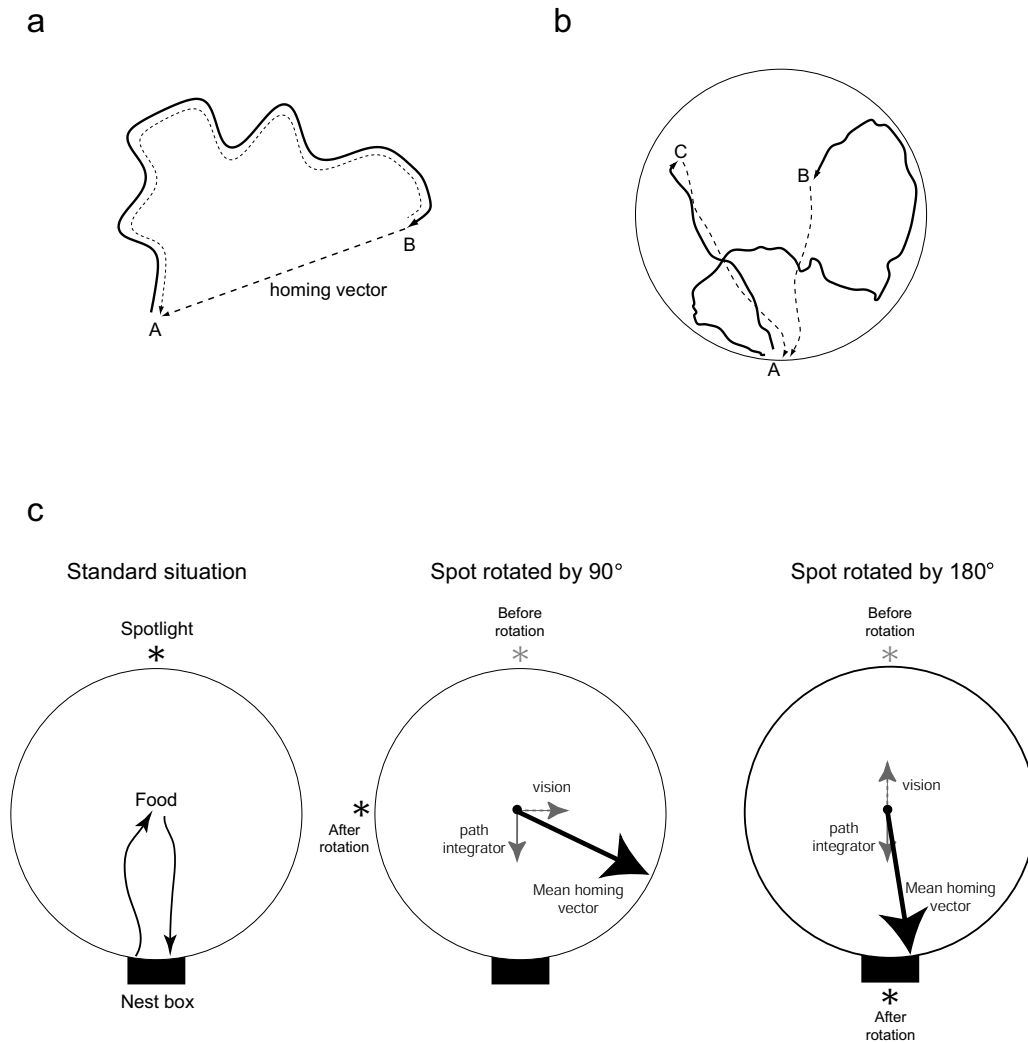 a
B
homing vector
A
b
C
B
A
c
Standard situation
Spotlight
*
Food
Nest box
Spot rotated by 90°
Before
rotation
*
*
After
rotation
vision
path
integrator
Mean homing
vector
Spot rotated by 180°
Before
rotation
*
vision
path
integrator
Mean homing
vector
*
After
rotation